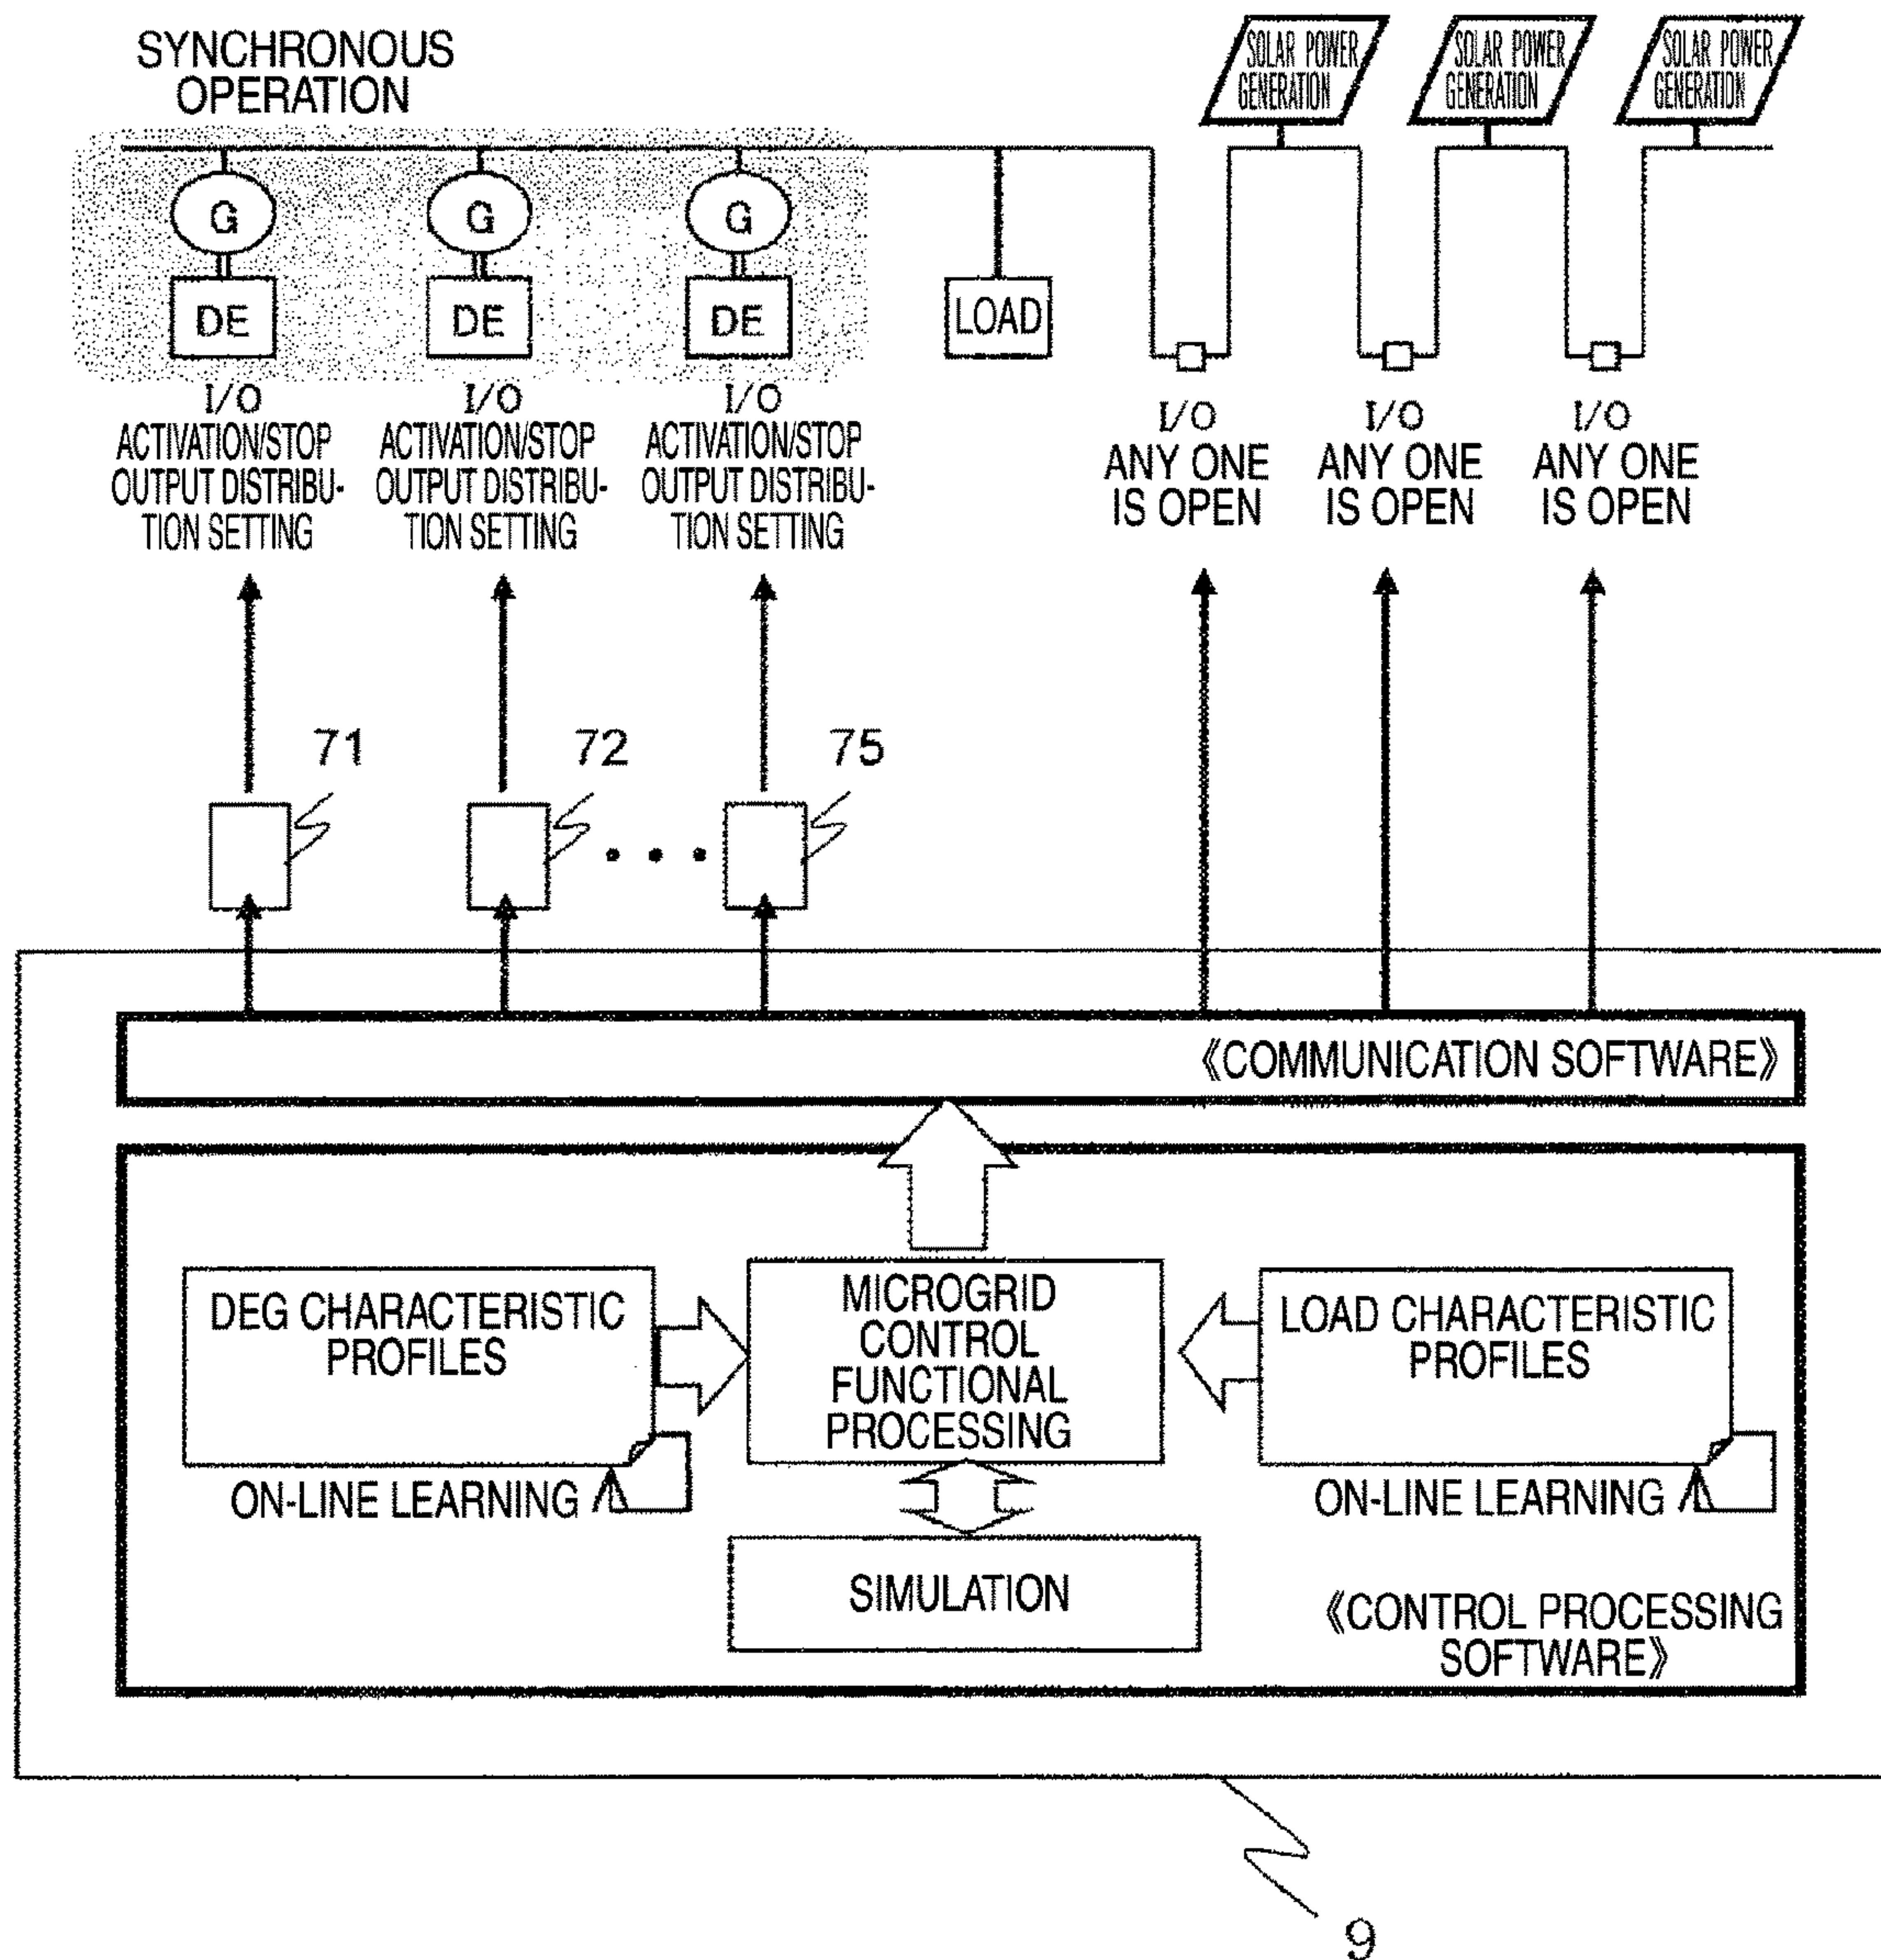 SYNCHRONOUS
OPERATION
SOLAR POWER
GENERATION
SOLAR POWER
GENERATION
SOLAR POWER
GENERATION
G
G
G
DE
DE
DE
LOAD
I/O
ACTIVATION/STOP
OUTPUT DISTRIBU-
TION SETTING
I/O
ACTIVATION/STOP
OUTPUT DISTRIBU-
TION SETTING
I/O
ACTIVATION/STOP
OUTPUT DISTRIBU-
TION SETTING
I/O
ANY ONE
IS OPEN
I/O
ANY ONE
IS OPEN
I/O
ANY ONE
IS OPEN
71
72
75
• • •
《COMMUNICATION SOFTWARE》
DEG CHARACTERISTIC
PROFILES
MICROGRID
CONTROL
FUNCTIONAL
PROCESSING
LOAD CHARACTERISTIC
PROFILES
ON-LINE LEARNING
ON-LINE LEARNING
SIMULATION
《CONTROL PROCESSING
SOFTWARE》
9